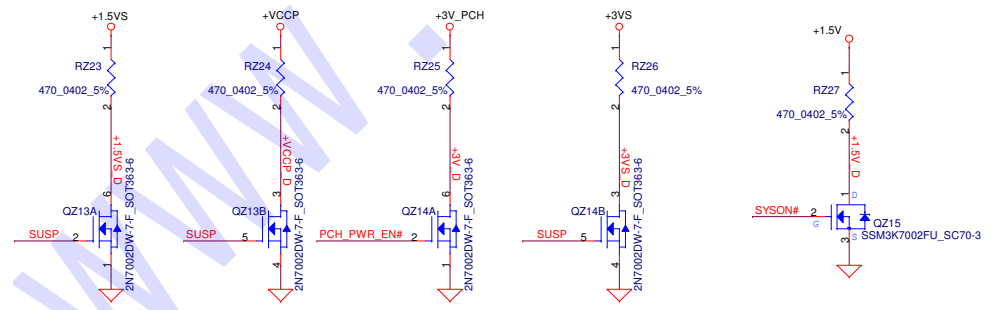 +1.5VS
1
RZ23
470_0402_5%
2
+1.5VS_D
6
QZ13A
SUSP
2
2N7002DW-7-F_SOT363-6
1
+VCCP
1
RZ24
470_0402_5%
2
+VCCP_D
3
QZ13B
SUSP
5
2N7002DW-7-F_SOT363-6
4
+3V_PCH
1
RZ25
470_0402_5%
2
+3V_D
6
QZ14A
PCH_PWR_EN#
2
2N7002DW-7-F_SOT363-6
1
+3VS
1
RZ26
470_0402_5%
2
+3VS_D
3
QZ14B
SUSP
5
2N7002DW-7-F_SOT363-6
4
+1.5V
1
RZ27
470_0402_5%
2
+1.5V_D
1
D
SYSON#
2
G
QZ15
S
SSM3K7002FU_SC70-3
3
www.